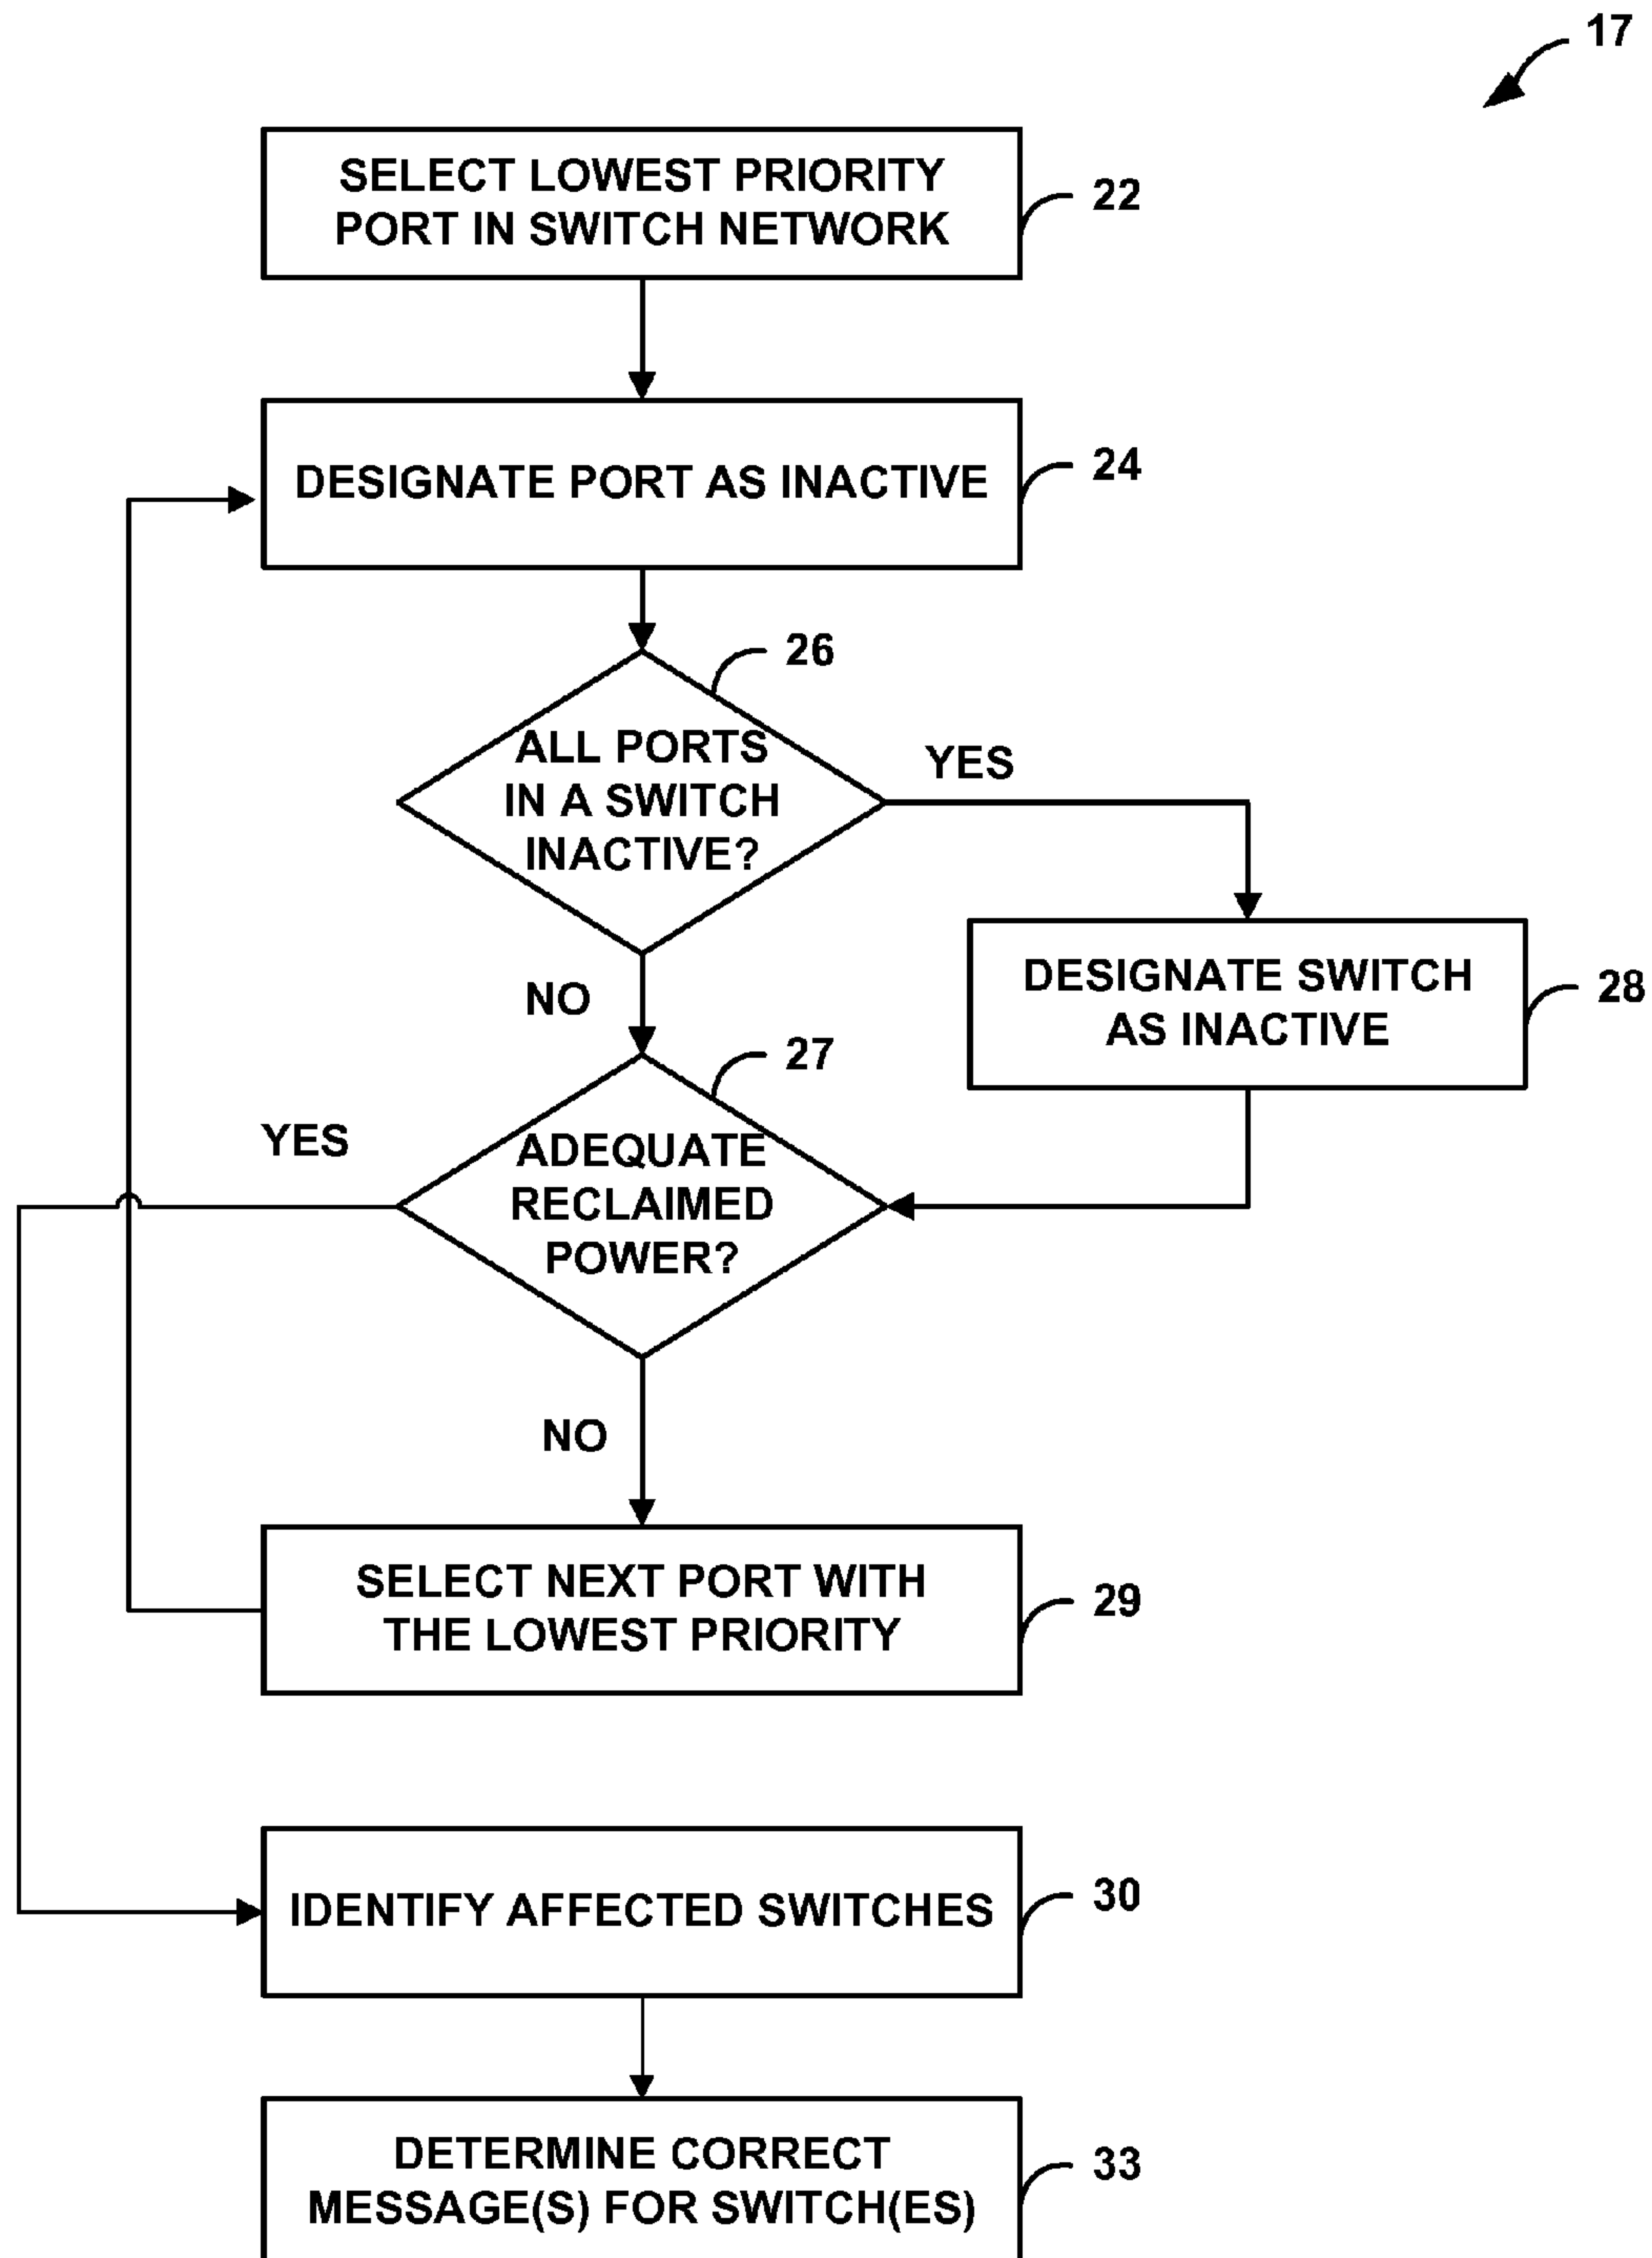 17
SELECT LOWEST PRIORITY
PORT IN SWITCH NETWORK
22
DESIGNATE PORT AS INACTIVE
24
26
ALL PORTS
IN A SWITCH
INACTIVE?
YES
NO
DESIGNATE SWITCH
AS INACTIVE
28
27
YES
ADEQUATE
RECLAIMED
POWER?
NO
SELECT NEXT PORT WITH
THE LOWEST PRIORITY
29
IDENTIFY AFFECTED SWITCHES
30
DETERMINE CORRECT
MESSAGE(S) FOR SWITCH(ES)
33